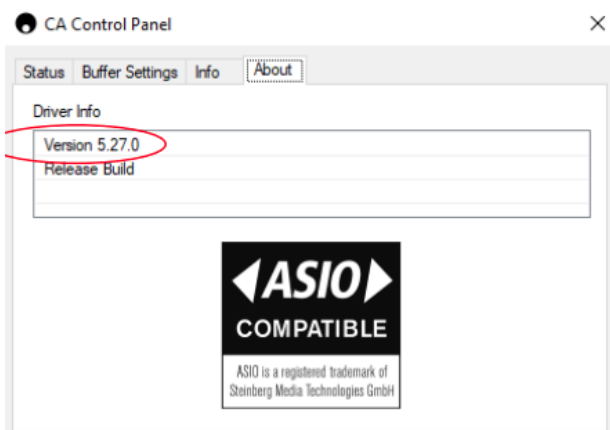 CA Control Panel
Status Buffer Settings Info About
Driver Info
Version 5.27.0
Release Build
ASIO
COMPATIBLE
ASIO is a registered trademark of
Steinberg Media Technologies GmbH